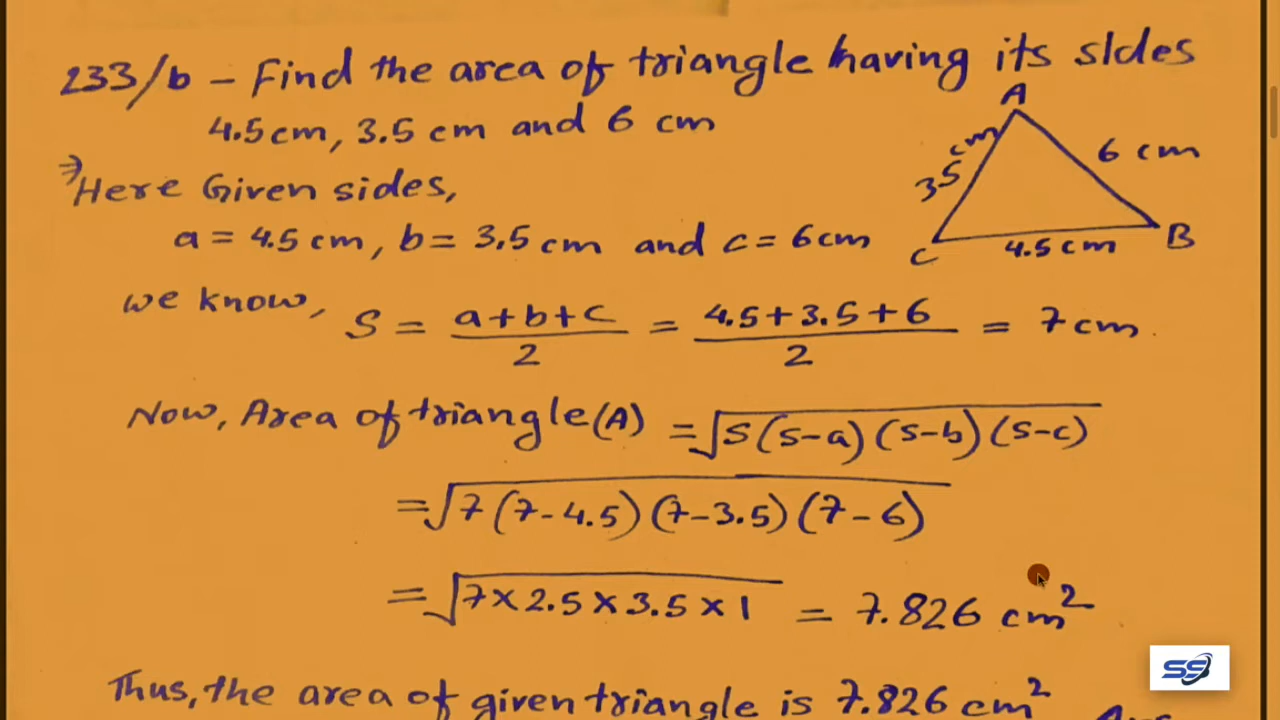 233/b - Find the area of triangle having its sides
4.5cm, 3.5 cm and 6 cm
A
3.5 cm
6 cm
C
4.5 cm
B
⇒ Here Given sides,
a = 4.5 cm, b = 3.5 cm and c = 6cm
we know, S = a+b+c/2 = 4.5+3.5+6/2 = 7 cm.
Now, Area of triangle (A) = √S(s-a)(s-b)(s-c)
= √7(7-4.5)(7-3.5)(7-6)
= √7×2.5×3.5×1 = 7.826 cm²
Thus, the area of given triangle is 7.826 cm² Ans
SS